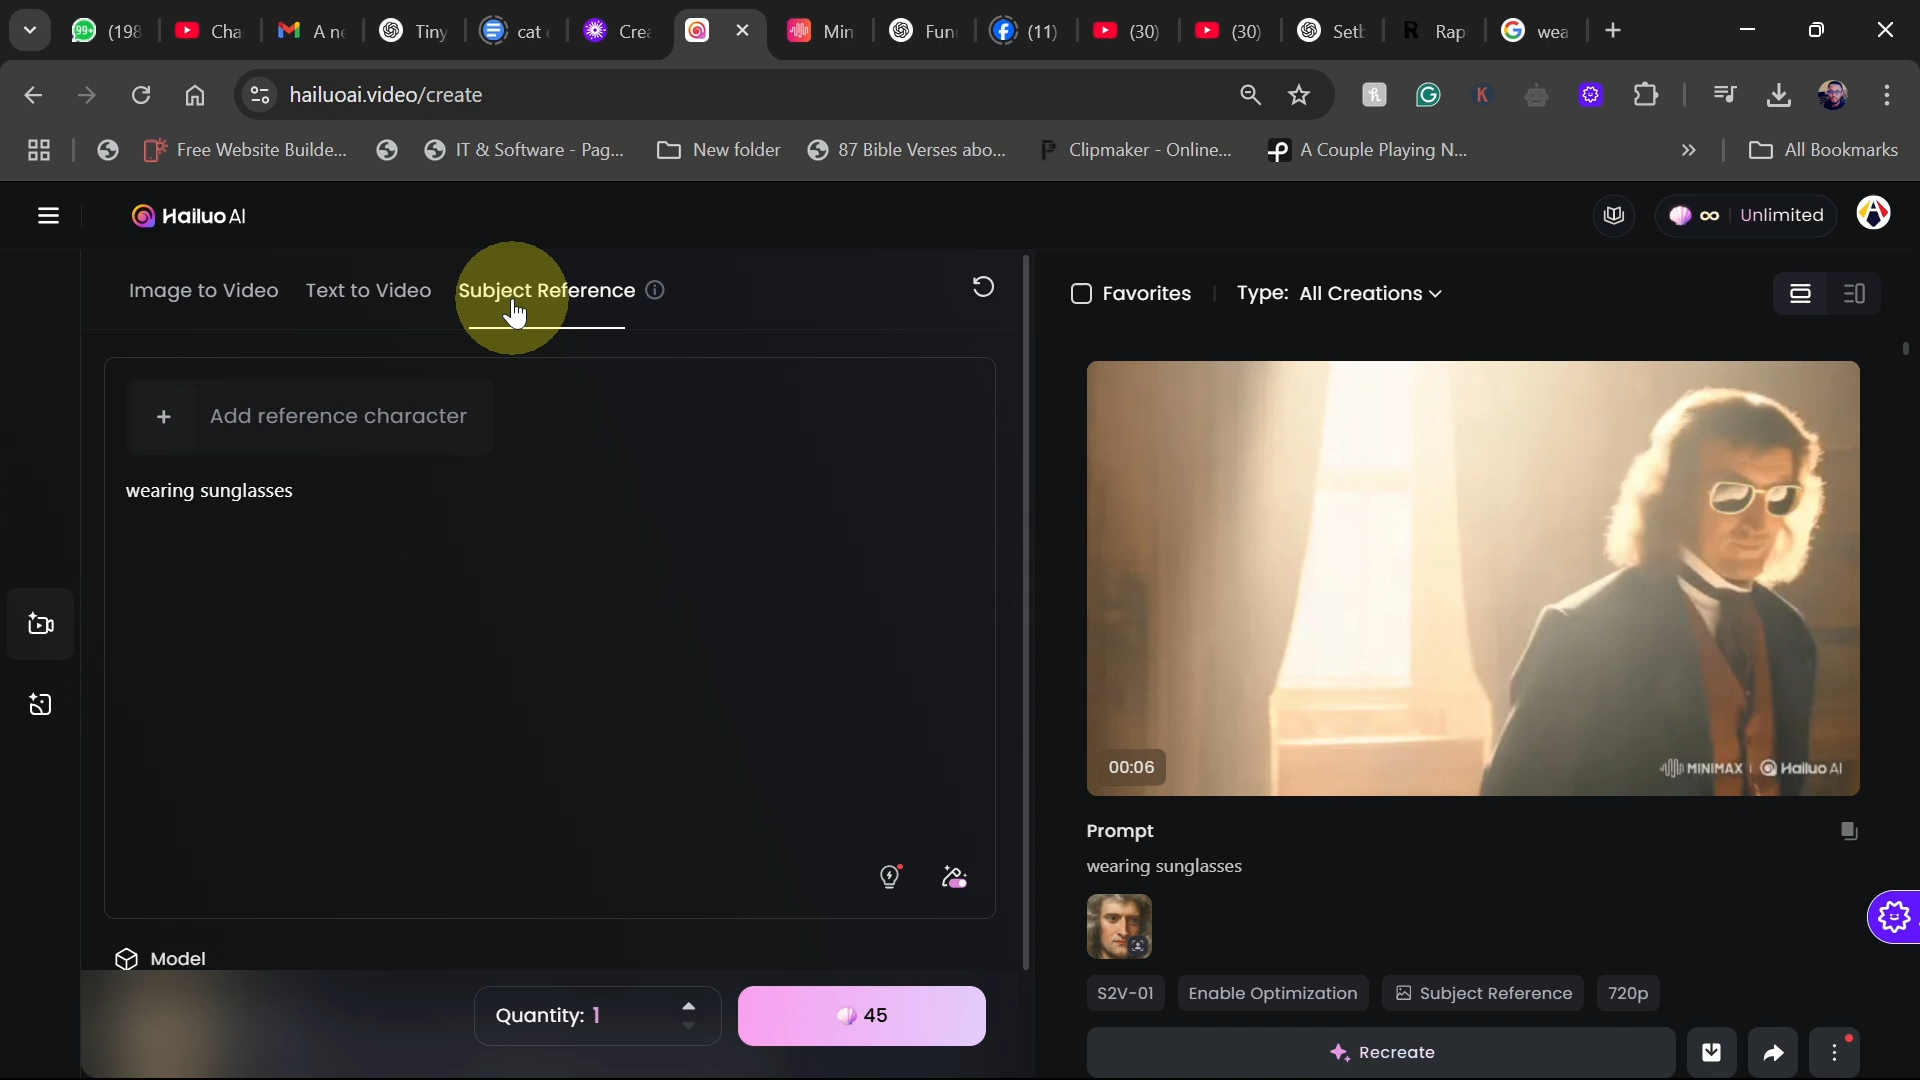 99+
(198
Cha
A ne
Tiny
cat
Crea
Min
Fun
(11)
(30)
(30)
Sett
Rap
wea
hailuoai.video/create
Free Website Builde...
IT & Software - Pag...
New folder
87 Bible Verses abo...
Clipmaker - Online...
A Couple Playing N...
All Bookmarks
Hailuo AI
Unlimited
Image to Video
Text to Video
Subject Reference
Favorites
Type: All Creations
+ Add reference character
wearing sunglasses
00:06
MINIMAX | Hailuo AI
Prompt
wearing sunglasses
Model
S2V-01
Enable Optimization
Subject Reference
720p
Quantity: 1
45
Recreate